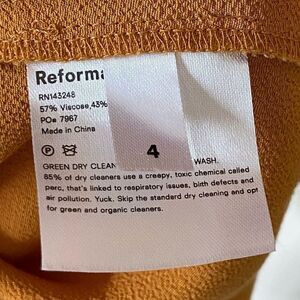 Reforma
RN143248
57% Viscose, 43%
PO# 7967
Made in China
4
GREEN DRY CLEAN WASH.
85% of dry cleaners use a creepy, toxic chemical called
perc, that's linked to respiratory issues, birth defects and
air pollution. Yuck. Skip the standard dry cleaning and opt
for green and organic cleaners.